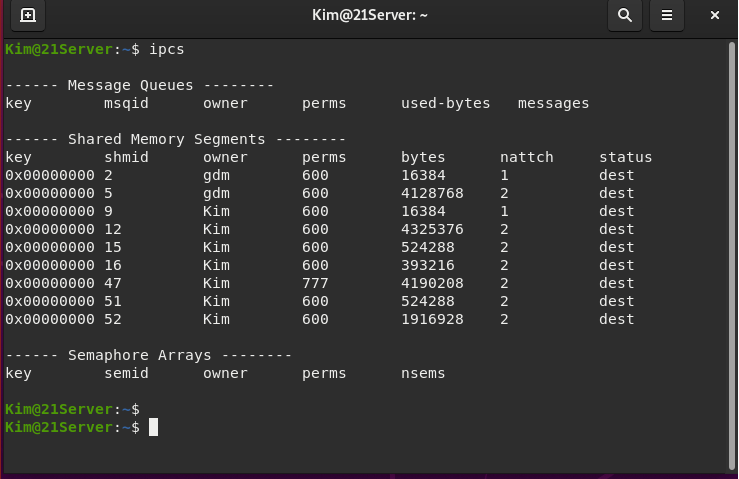 Kim@21Server: ~
Kim@21Server:~$ ipcs
------ Message Queues --------
key        msqid      owner      perms      used-bytes   messages
------ Shared Memory Segments --------
key        shmid      owner      perms      bytes      nattch     status
0x00000000 2          gdm        600        16384      1          dest
0x00000000 5          gdm        600        4128768    2          dest
0x00000000 9          Kim        600        16384      1          dest
0x00000000 12         Kim        600        4325376    2          dest
0x00000000 15         Kim        600        524288     2          dest
0x00000000 16         Kim        600        393216     2          dest
0x00000000 47         Kim        777        4190208    2          dest
0x00000000 51         Kim        600        524288     2          dest
0x00000000 52         Kim        600        1916928    2          dest
------ Semaphore Arrays --------
key        semid      owner      perms      nsems
Kim@21Server:~$
Kim@21Server:~$